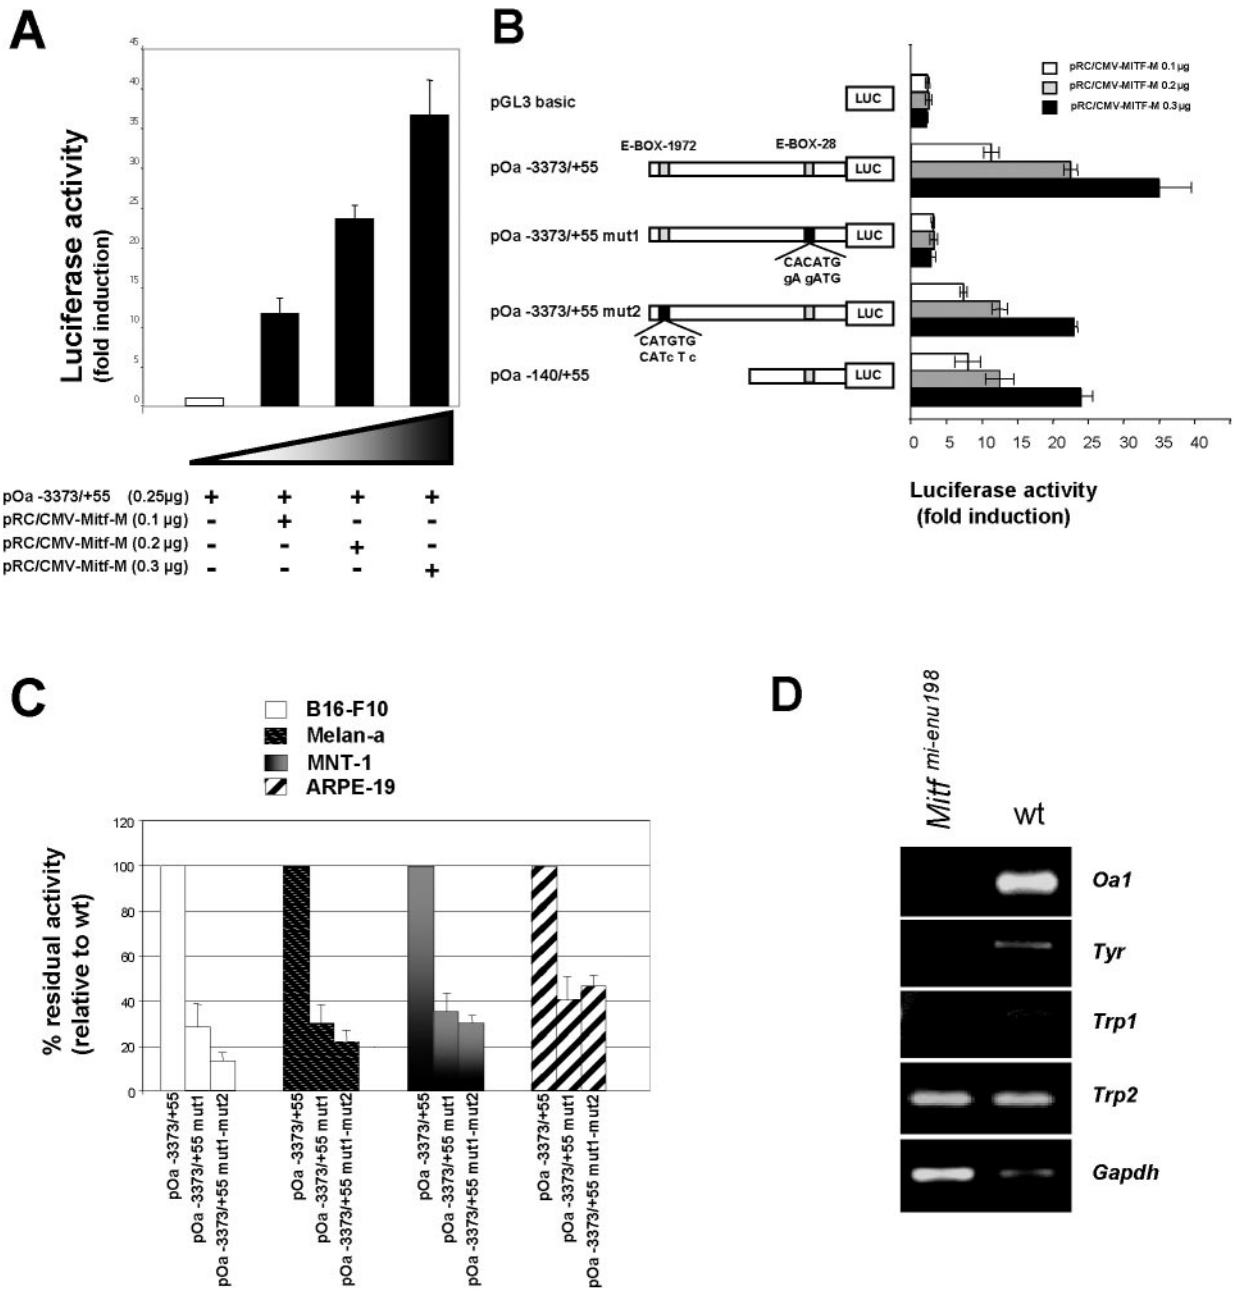 A
Luciferase activity
(fold induction)
45
40
35
30
25
20
15
10
5
0
pOa -3373/+55 (0.25µg) + + + +
pRC/CMV-Mitf-M (0.1 µg) - + - -
pRC/CMV-Mitf-M (0.2 µg) - - + -
pRC/CMV-Mitf-M (0.3 µg) - - - +
B
pRC/CMV-MITF-M 0.1µg
pRC/CMV-MITF-M 0.2µg
pRC/CMV-MITF-M 0.3µg
pGL3 basic LUC
E-BOX-1972 E-BOX-28
pOa -3373/+55 LUC
pOa -3373/+55 mut1 LUC
CACATG
gA gATG
pOa -3373/+55 mut2 LUC
CATGTG
CATc T c
pOa -140/+55 LUC
0 5 10 15 20 25 30 35 40
Luciferase activity
(fold induction)
C
B16-F10
Melan-a
MNT-1
ARPE-19
% residual activity
(relative to wt)
120
100
80
60
40
20
0
pOa -3373/+55
pOa -3373/+55 mut1
pOa -3373/+55 mut1-mut2
pOa -3373/+55
pOa -3373/+55 mut1
pOa -3373/+55 mut1-mut2
pOa -3373/+55
pOa -3373/+55 mut1
pOa -3373/+55 mut1-mut2
pOa -3373/+55
pOa -3373/+55 mut1
pOa -3373/+55 mut1-mut2
D
Mitf mi-enu198
wt
Oa1
Tyr
Trp1
Trp2
Gapdh